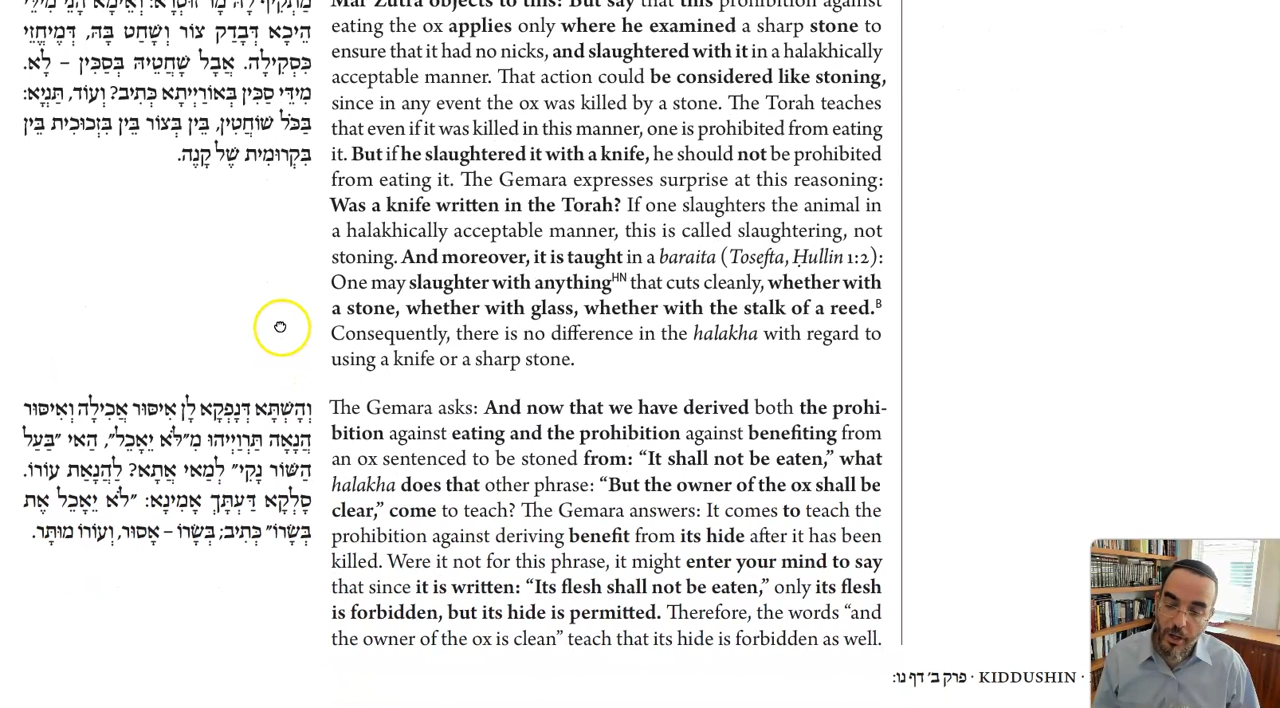 מַתְקֵיף לַהּ מָר זוּטְרָא: וְאֵימָא הָנֵי מִילֵּי
הֵיכָא דְּבָדַק צוֹר וְשָׁחַט בָּהּ, דְּמֵיחֲזֵי
כִּסְקִילָה. אֲבָל שַׁחְטֵיהּ בְּסַכִּין – לָא.
מִידֵּי סַכִּין בְּאוֹרַיְיתָא כְּתִיב? וְעוֹד, תַּנְיָא:
בַּכֹּל שׁוֹחֲטִין, בֵּין בְּצוֹר בֵּין בִּזְכוּכִית בֵּין
בִּקְרוּמִית שֶׁל קָנֶה.
Mar Zutra objects to this: But say that this prohibition against
eating the ox applies only where he examined a sharp stone to
ensure that it had no nicks, and slaughtered with it in a halakhically
acceptable manner. That action could be considered like stoning,
since in any event the ox was killed by a stone. The Torah teaches
that even if it was killed in this manner, one is prohibited from eating
it. But if he slaughtered it with a knife, he should not be prohibited
from eating it. The Gemara expresses surprise at this reasoning:
Was a knife written in the Torah? If one slaughters the animal in
a halakhically acceptable manner, this is called slaughtering, not
stoning. And moreover, it is taught in a baraita (Tosefta, Ḥullin 1:2):
One may slaughter with anythingHN that cuts cleanly, whether with
a stone, whether with glass, whether with the stalk of a reed.B
Consequently, there is no difference in the halakha with regard to
using a knife or a sharp stone.
וְהָשְׁתָּא דְּנָפְקָא לַן אִיסּוּר אֲכִילָה וְאִיסּוּר
הֲנָאָה תַּרְוַיְיהוּ מִ״לֹּא יֵאָכֵל״, הַאי ״בַּעַל
הַשּׁוֹר נָקִי״ לְמַאי אֲתָא? לַהֲנָאַת עוֹרוֹ.
סָלְקָא דַּעְתָּךְ אָמֵינָא: ״לֹא יֵאָכֵל אֶת
בְּשָׂרוֹ״ כְּתִיב; בְּשָׂרוֹ – אָסוּר, וְעוֹרוֹ מוּתָּר.
The Gemara asks: And now that we have derived both the prohi-
bition against eating and the prohibition against benefiting from
an ox sentenced to be stoned from: “It shall not be eaten,” what
halakha does that other phrase: “But the owner of the ox shall be
clear,” come to teach? The Gemara answers: It comes to teach the
prohibition against deriving benefit from its hide after it has been
killed. Were it not for this phrase, it might enter your mind to say
that since it is written: “Its flesh shall not be eaten,” only its flesh
is forbidden, but its hide is permitted. Therefore, the words “and
the owner of the ox is clean” teach that its hide is forbidden as well.
KIDDUSHIN · פרק ב׳ דף נו: ·